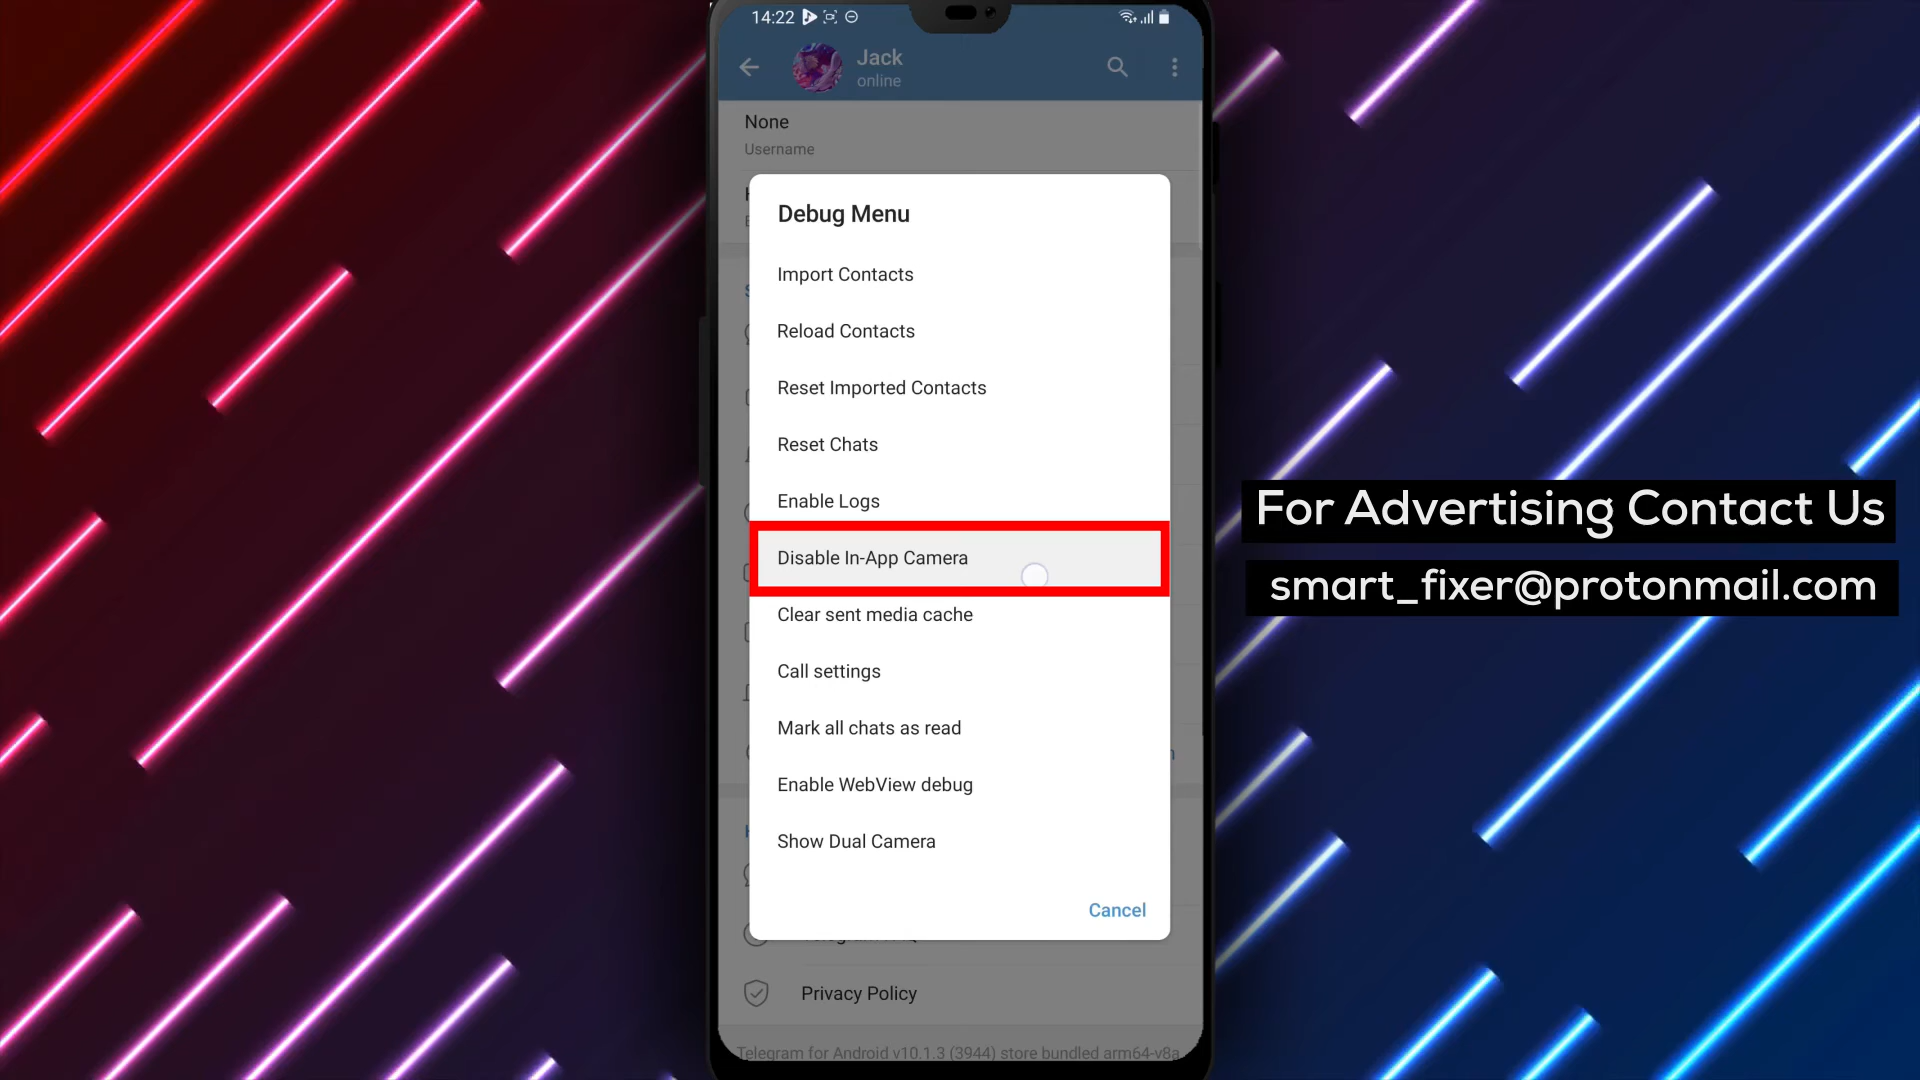 14:22
Jack
online
None
Username
Debug Menu
Import Contacts
Reload Contacts
Reset Imported Contacts
Reset Chats
Enable Logs
Disable In-App Camera
Clear sent media cache
Call settings
Mark all chats as read
Enable WebView debug
Show Dual Camera
Cancel
Privacy Policy
Telegram for Android v10.1.3 (3944) store bundled arm64-v8a
For Advertising Contact Us
smart_fixer@protonmail.com